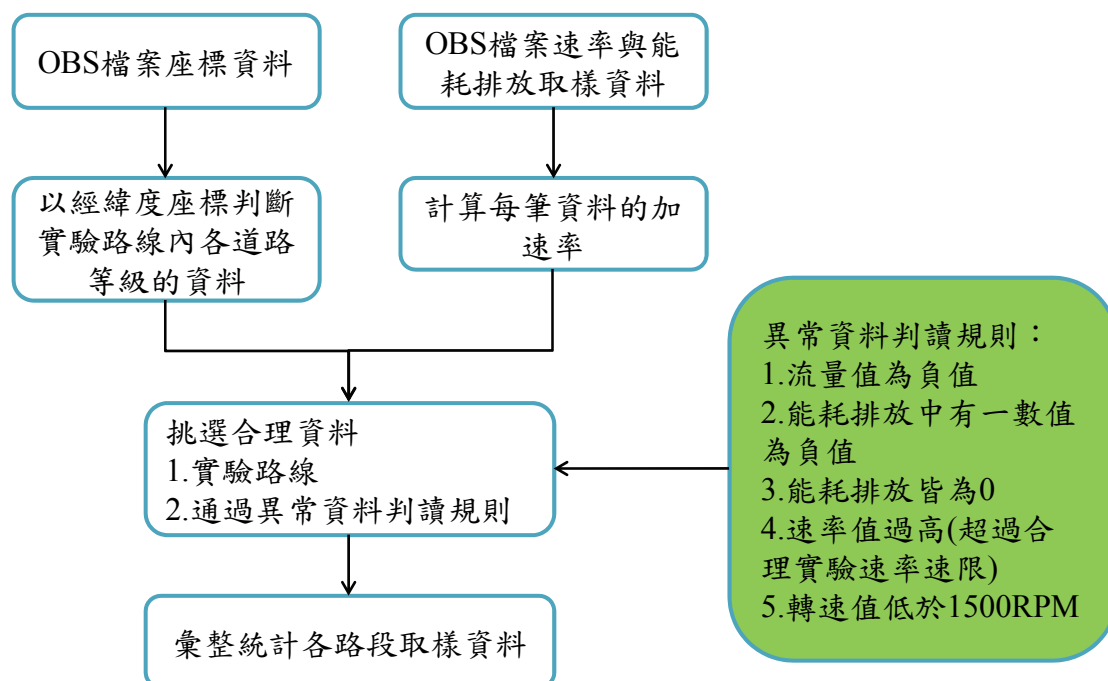 OBS檔案座標資料
OBS檔案速率與能
耗排放取樣資料
以經緯度座標判斷
實驗路線內各道路
等級的資料
計算每筆資料的加
速率
挑選合理資料
1.實驗路線
2.通過異常資料判讀規則
異常資料判讀規則：
1.流量值為負值
2.能耗排放中有一數值
為負值
3.能耗排放皆為0
4.速率值過高(超過合
理實驗速率速限)
5.轉速值低於1500RPM
彙整統計各路段取樣資料